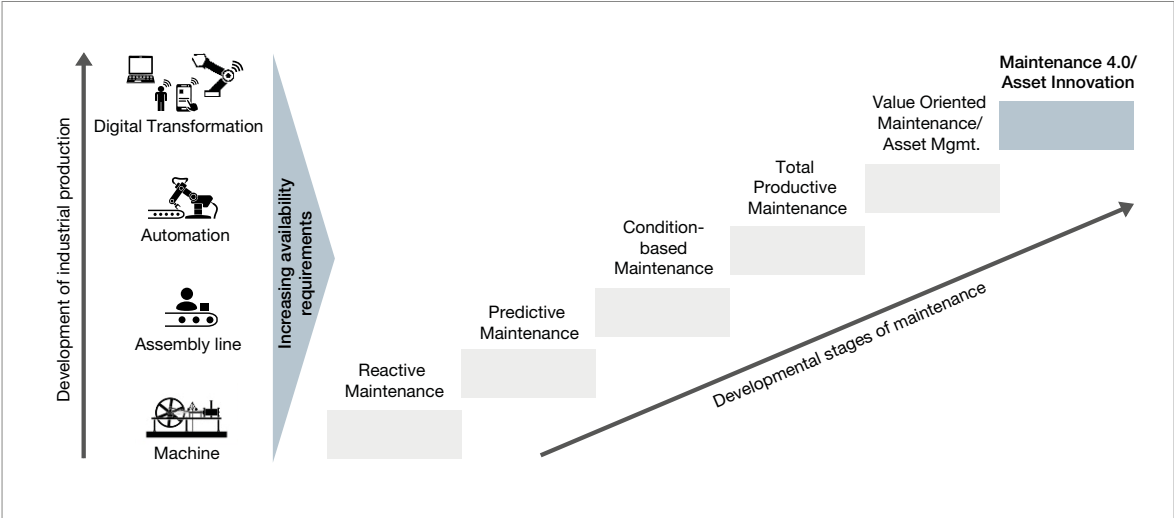 Development of industrial production
Digital Transformation
Automation
Assembly line
Machine
Increasing availability
requirements
Reactive
Maintenance
Predictive
Maintenance
Condition-
based
Maintenance
Total
Productive
Maintenance
Value Oriented
Maintenance/
Asset Mgmt.
Maintenance 4.0/
Asset Innovation
Developmental stages of maintenance